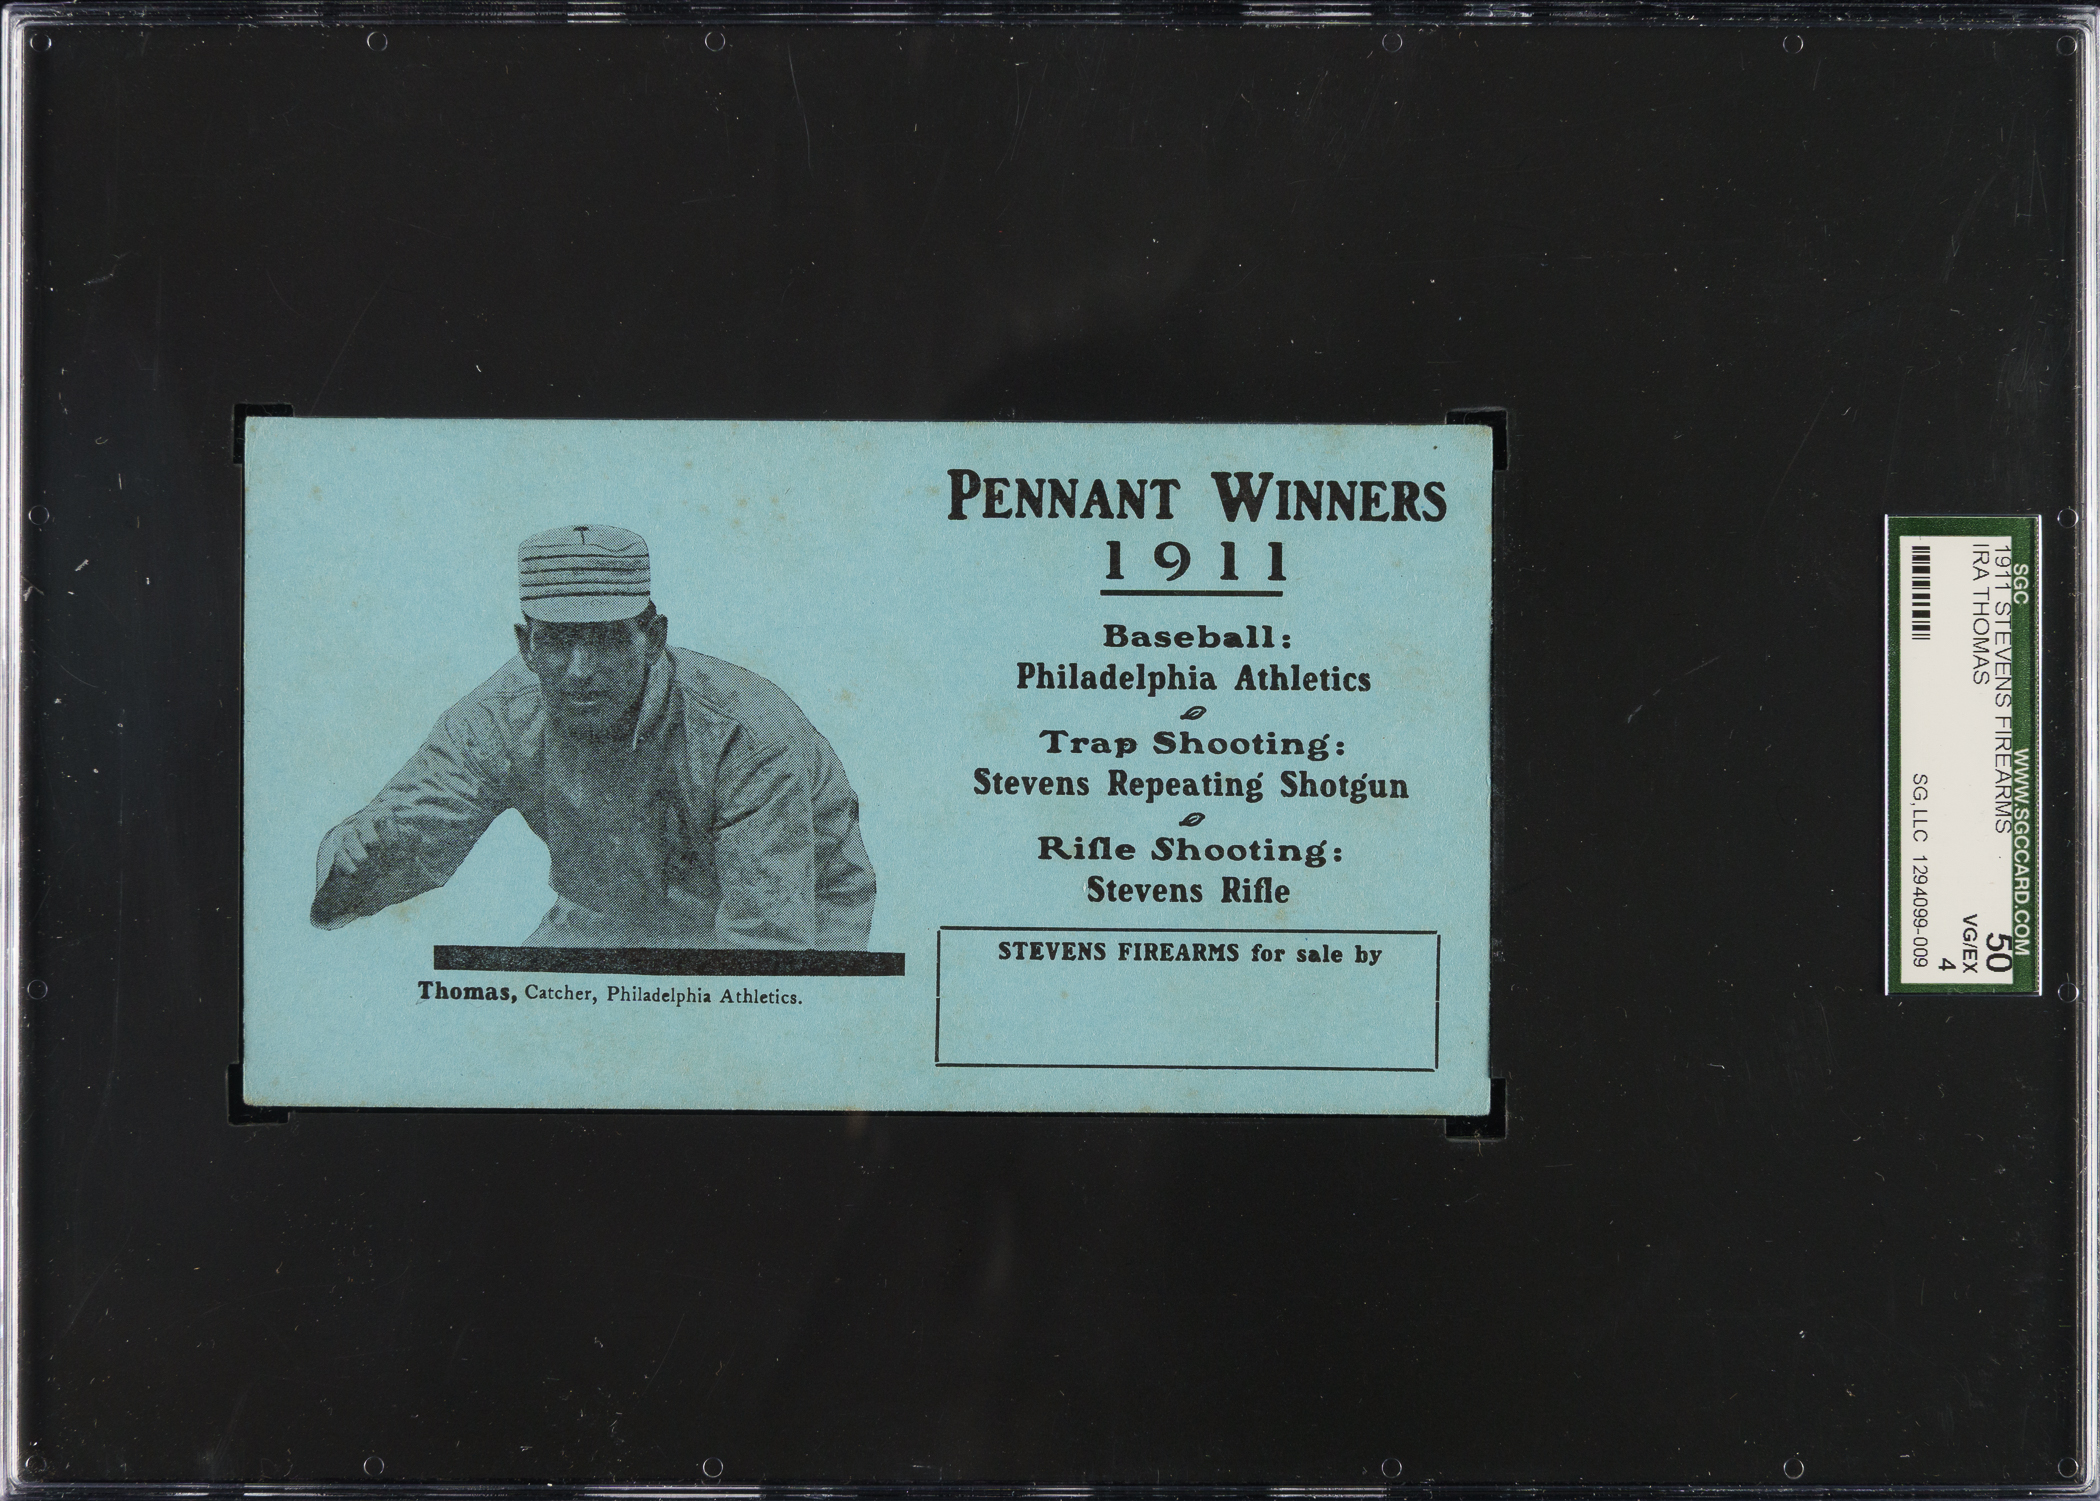 PENNANT WINNERS
1911
Baseball:
Philadelphia Athletics
Trap Shooting:
Stevens Repeating Shotgun
Rifle Shooting:
Stevens Rifle
STEVENS FIREARMS for sale by
Thomas, Catcher, Philadelphia Athletics.
SGC WWW.SGCCARD.COM
1911 STEVENS FIREARMS 50
IRA THOMAS VG/EX
4
SG,LLC 1294099-009